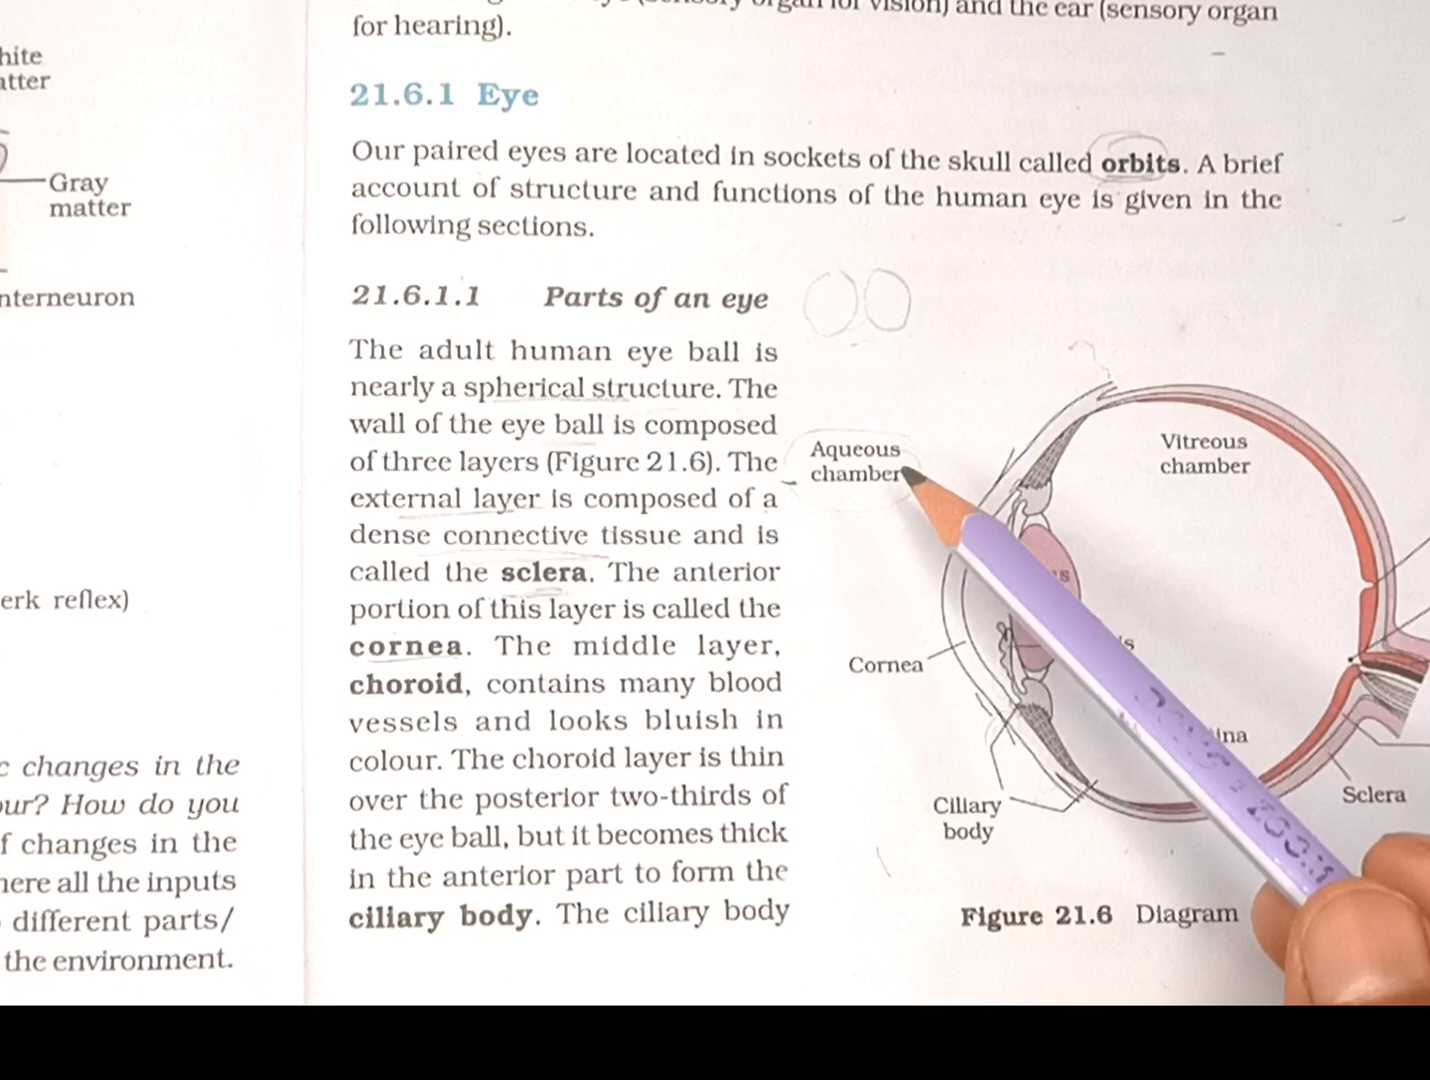 vision) and the ear (sensory organ
for hearing).
21.6.1 Eye
Our paired eyes are located in sockets of the skull called orbits. A brief
account of structure and functions of the human eye is given in the
following sections.
21.6.1.1 Parts of an eye
The adult human eye ball is
nearly a spherical structure. The
wall of the eye ball is composed
of three layers (Figure 21.6). The
external layer is composed of a
dense connective tissue and is
called the sclera. The anterior
portion of this layer is called the
cornea. The middle layer,
choroid, contains many blood
vessels and looks bluish in
colour. The choroid layer is thin
over the posterior two-thirds of
the eye ball, but it becomes thick
in the anterior part to form the
ciliary body. The ciliary body
Gray
matter
erk reflex)
changes in the
How do you
changes in the
all the inputs
different parts/
the environment.
Aqueous
chamber
Vitreous
chamber
Cornea
Ciliary
body
Sclera
Figure 21.6 Diagram